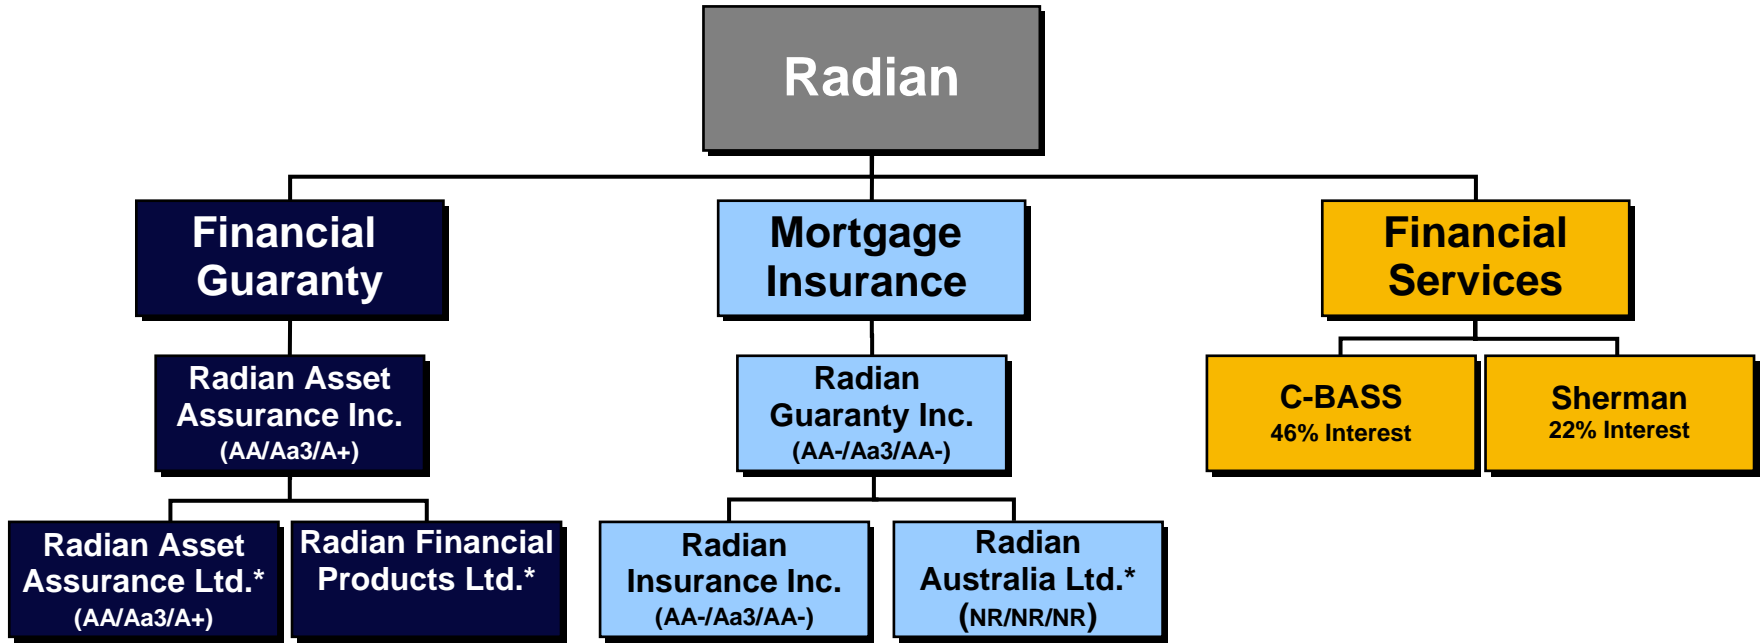 Radian
Financial
Guaranty
Mortgage
Insurance
Financial
Services
Radian Asset
Assurance Inc.
(AA/Aa3/A+)
Radian
Guaranty Inc.
(AA-/Aa3/AA-)
C-BASS
46% Interest
Sherman
22% Interest
Radian Asset
Assurance Ltd.*
(AA/Aa3/A+)
Radian Financial
Products Ltd.*
Radian
Insurance Inc.
(AA-/Aa3/AA-)
Radian
Australia Ltd.*
(NR/NR/NR)